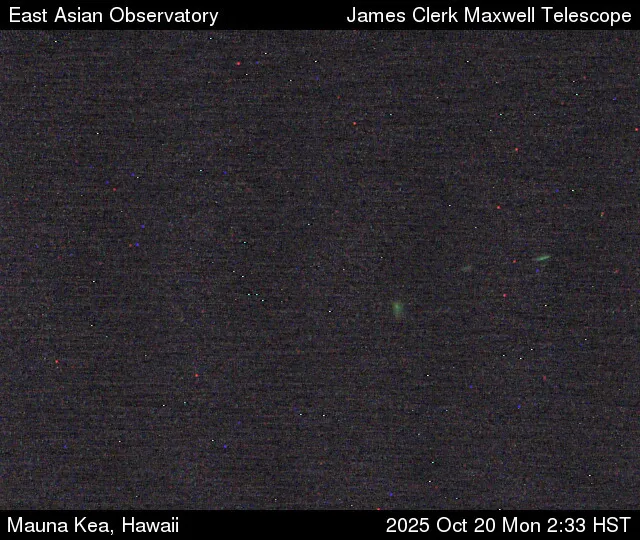 East Asian Observatory
James Clerk Maxwell Telescope
Mauna Kea, Hawaii
2025 Oct 20 Mon 2:33 HST